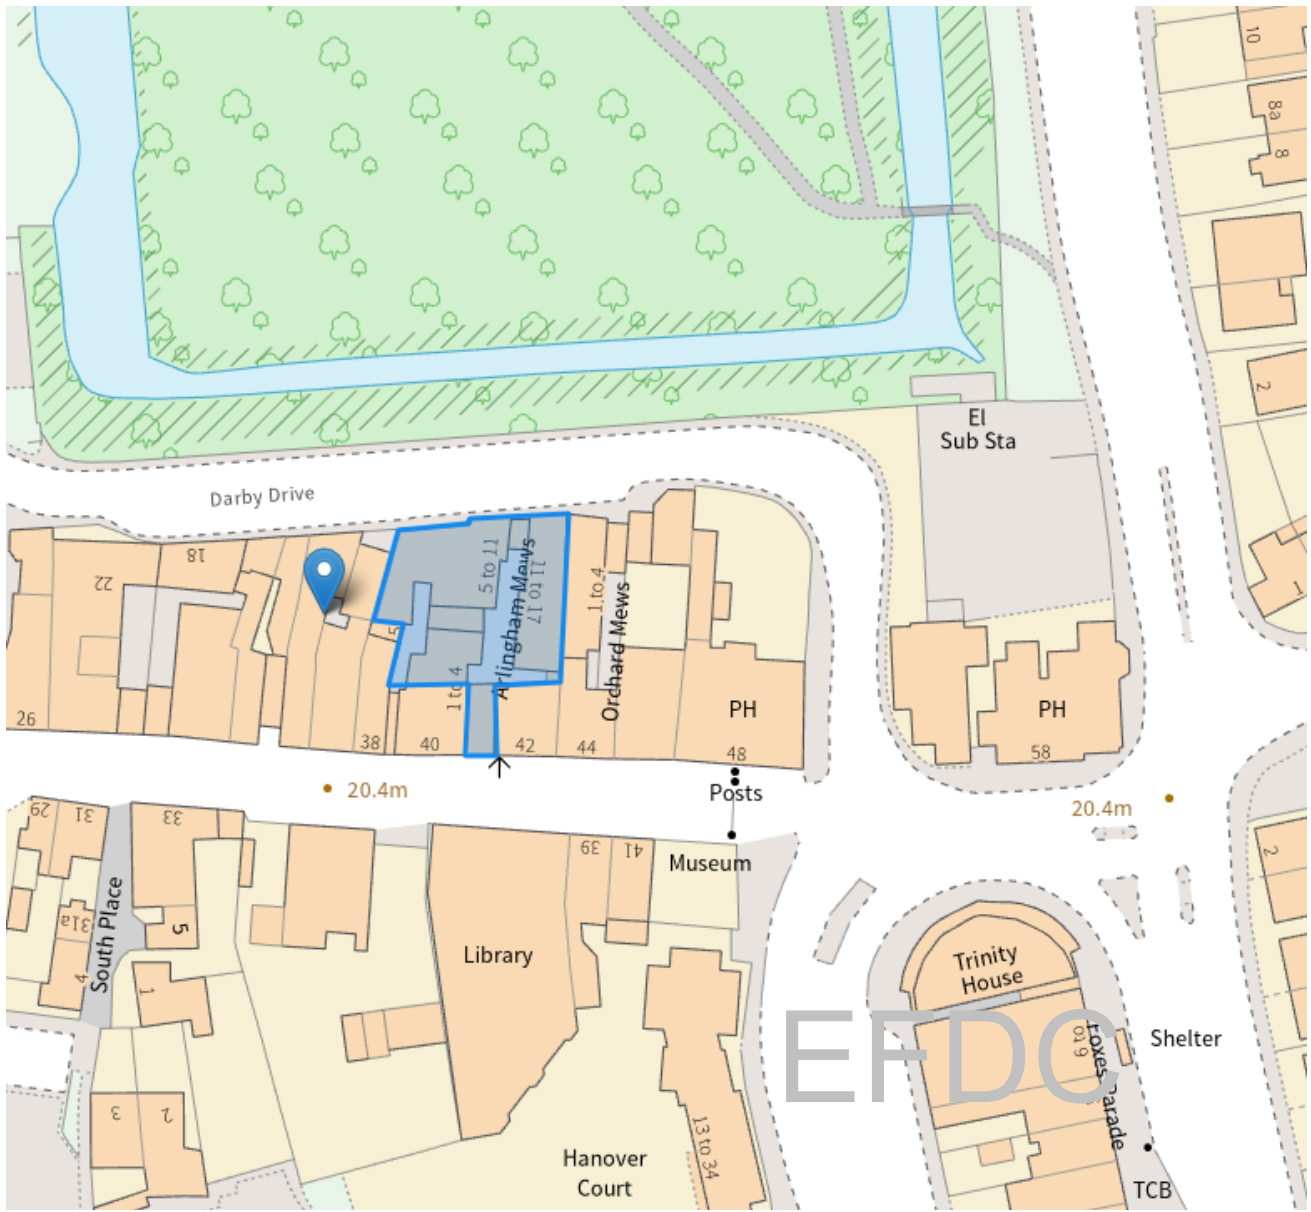 10
8a
8
2
El
Sub Sta
Darby Drive
18
22
5 to 11
Arlingham Mews
11 to 17
1 to 4
Orchard Mews
5
1 to 4
1
26
38
40
42
44
PH
48
PH
58
20.4m
Posts
20.4m
29
31
33
39
41
Museum
2
South Place
31a
5
4
1
Library
Trinity
House
EFDC
Foxes Parade
to 9
Shelter
3
2
13 to 34
Hanover
Court
TCB